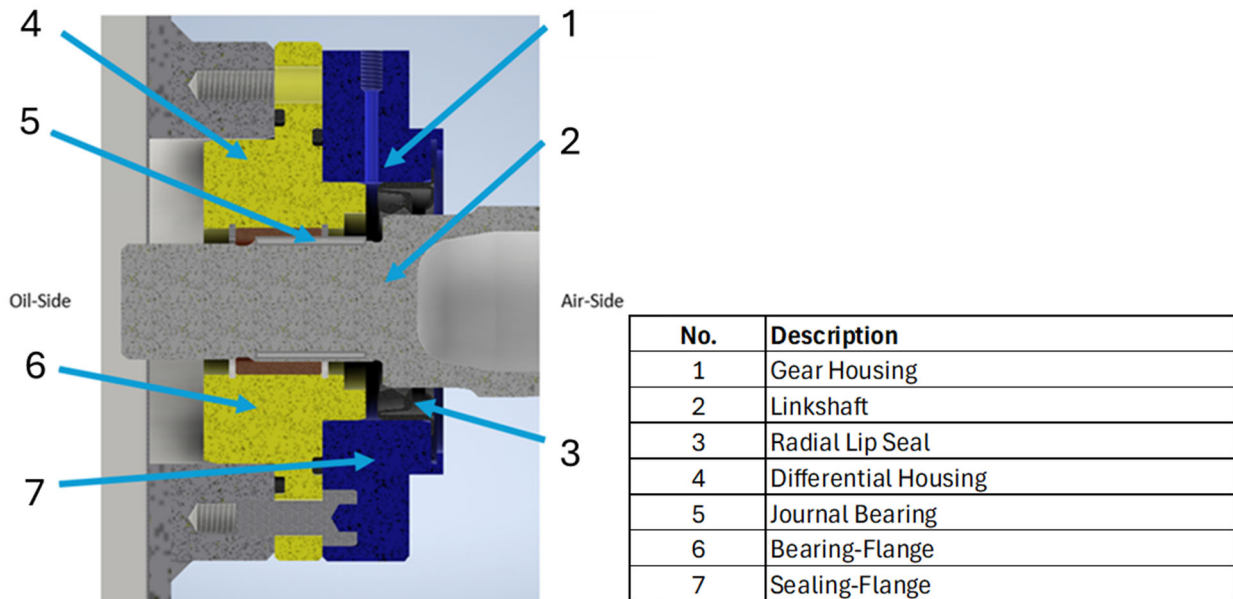 4
1
5
2
Oil-Side
Air-Side
6
3
7
No. Description
1 Gear Housing
2 Linkshaft
3 Radial Lip Seal
4 Differential Housing
5 Journal Bearing
6 Bearing-Flange
7 Sealing-Flange